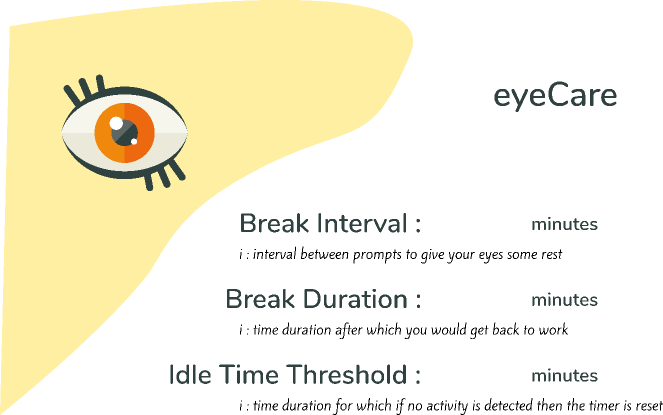 eyeCare
Break Interval : minutes
i : interval between prompts to give your eyes some rest
Break Duration : minutes
i : time duration after which you would get back to work
Idle Time Threshold : minutes
i : time duration for which if no activity is detected then the timer is reset